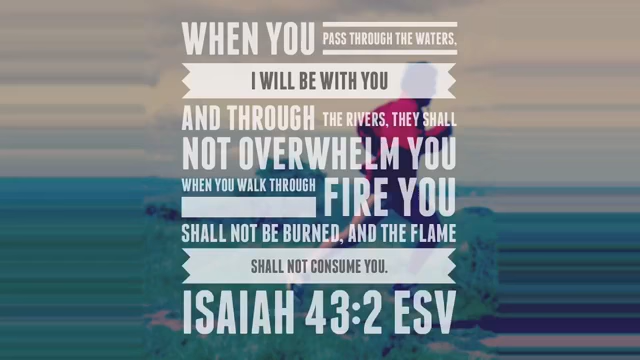 WHEN YOU PASS THROUGH THE WATERS,
I WILL BE WITH YOU
AND THROUGH THE RIVERS, THEY SHALL
NOT OVERWHELM YOU
WHEN YOU WALK THROUGH FIRE YOU
SHALL NOT BE BURNED, AND THE FLAME
SHALL NOT CONSUME YOU.
ISAIAH 43:2 ESV